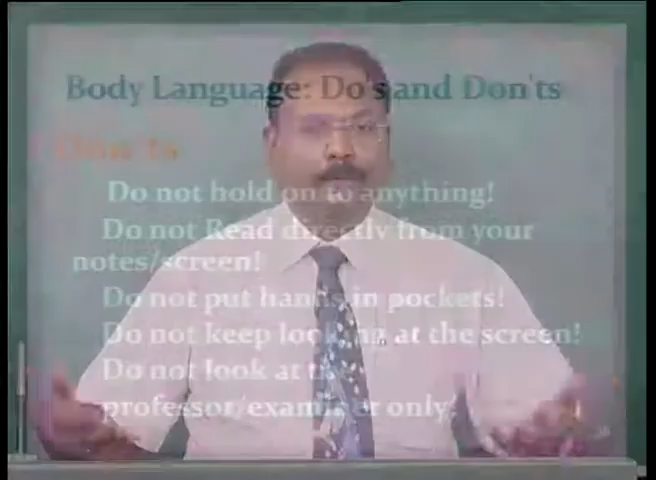 Body Language: Do's and Don'ts
Don'ts
Do not hold on to anything!
Do not Read directly from your
notes/screen!
Do not put hands in pockets!
Do not keep looking at the screen!
Do not look at the
professor/examiner only!